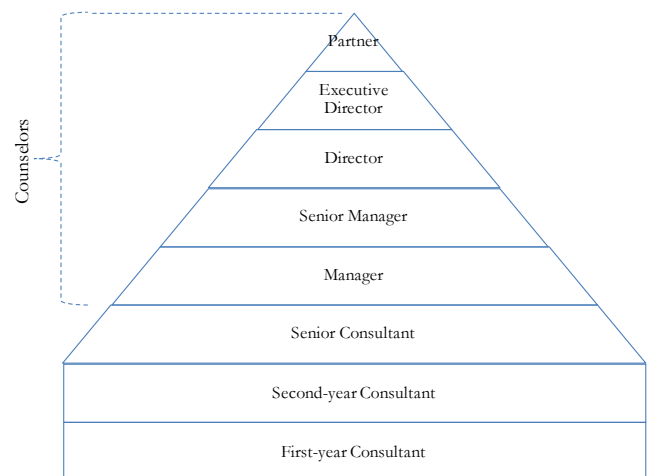 Partner
Executive
Director
Director
Senior Manager
Manager
Senior Consultant
Second-year Consultant
First-year Consultant
Counselors